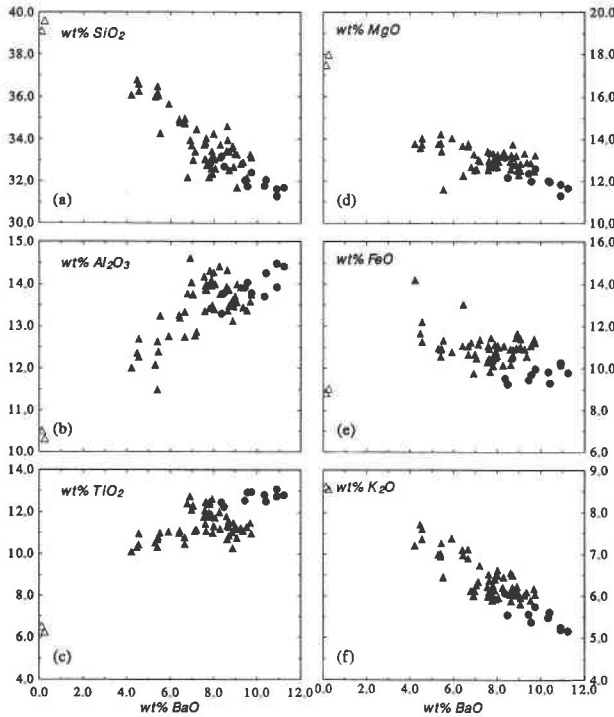 40.0
wt% SiO2
38.0
36.0
34.0
32.0
(a)
30.0
wt% MgO
20.0
18.0
16.0
14.0
12.0
(d)
10.0
15.0
wt% Al2O3
14.0
13.0
12.0
11.0
(b)
10.0
wt% FeO
16.0
14.0
12.0
10.0
8.0
(e)
6.0
14.0
wt% TiO2
12.0
10.0
8.0
6.0
(c)
4.0
0.0 2.0 4.0 6.0 8.0 10.0 12.0
wt% BaO
wt% K2O
9.0
8.0
7.0
6.0
5.0
(f)
4.0
0.0 2.0 4.0 6.0 8.0 10.0 12.0
wt% BaO